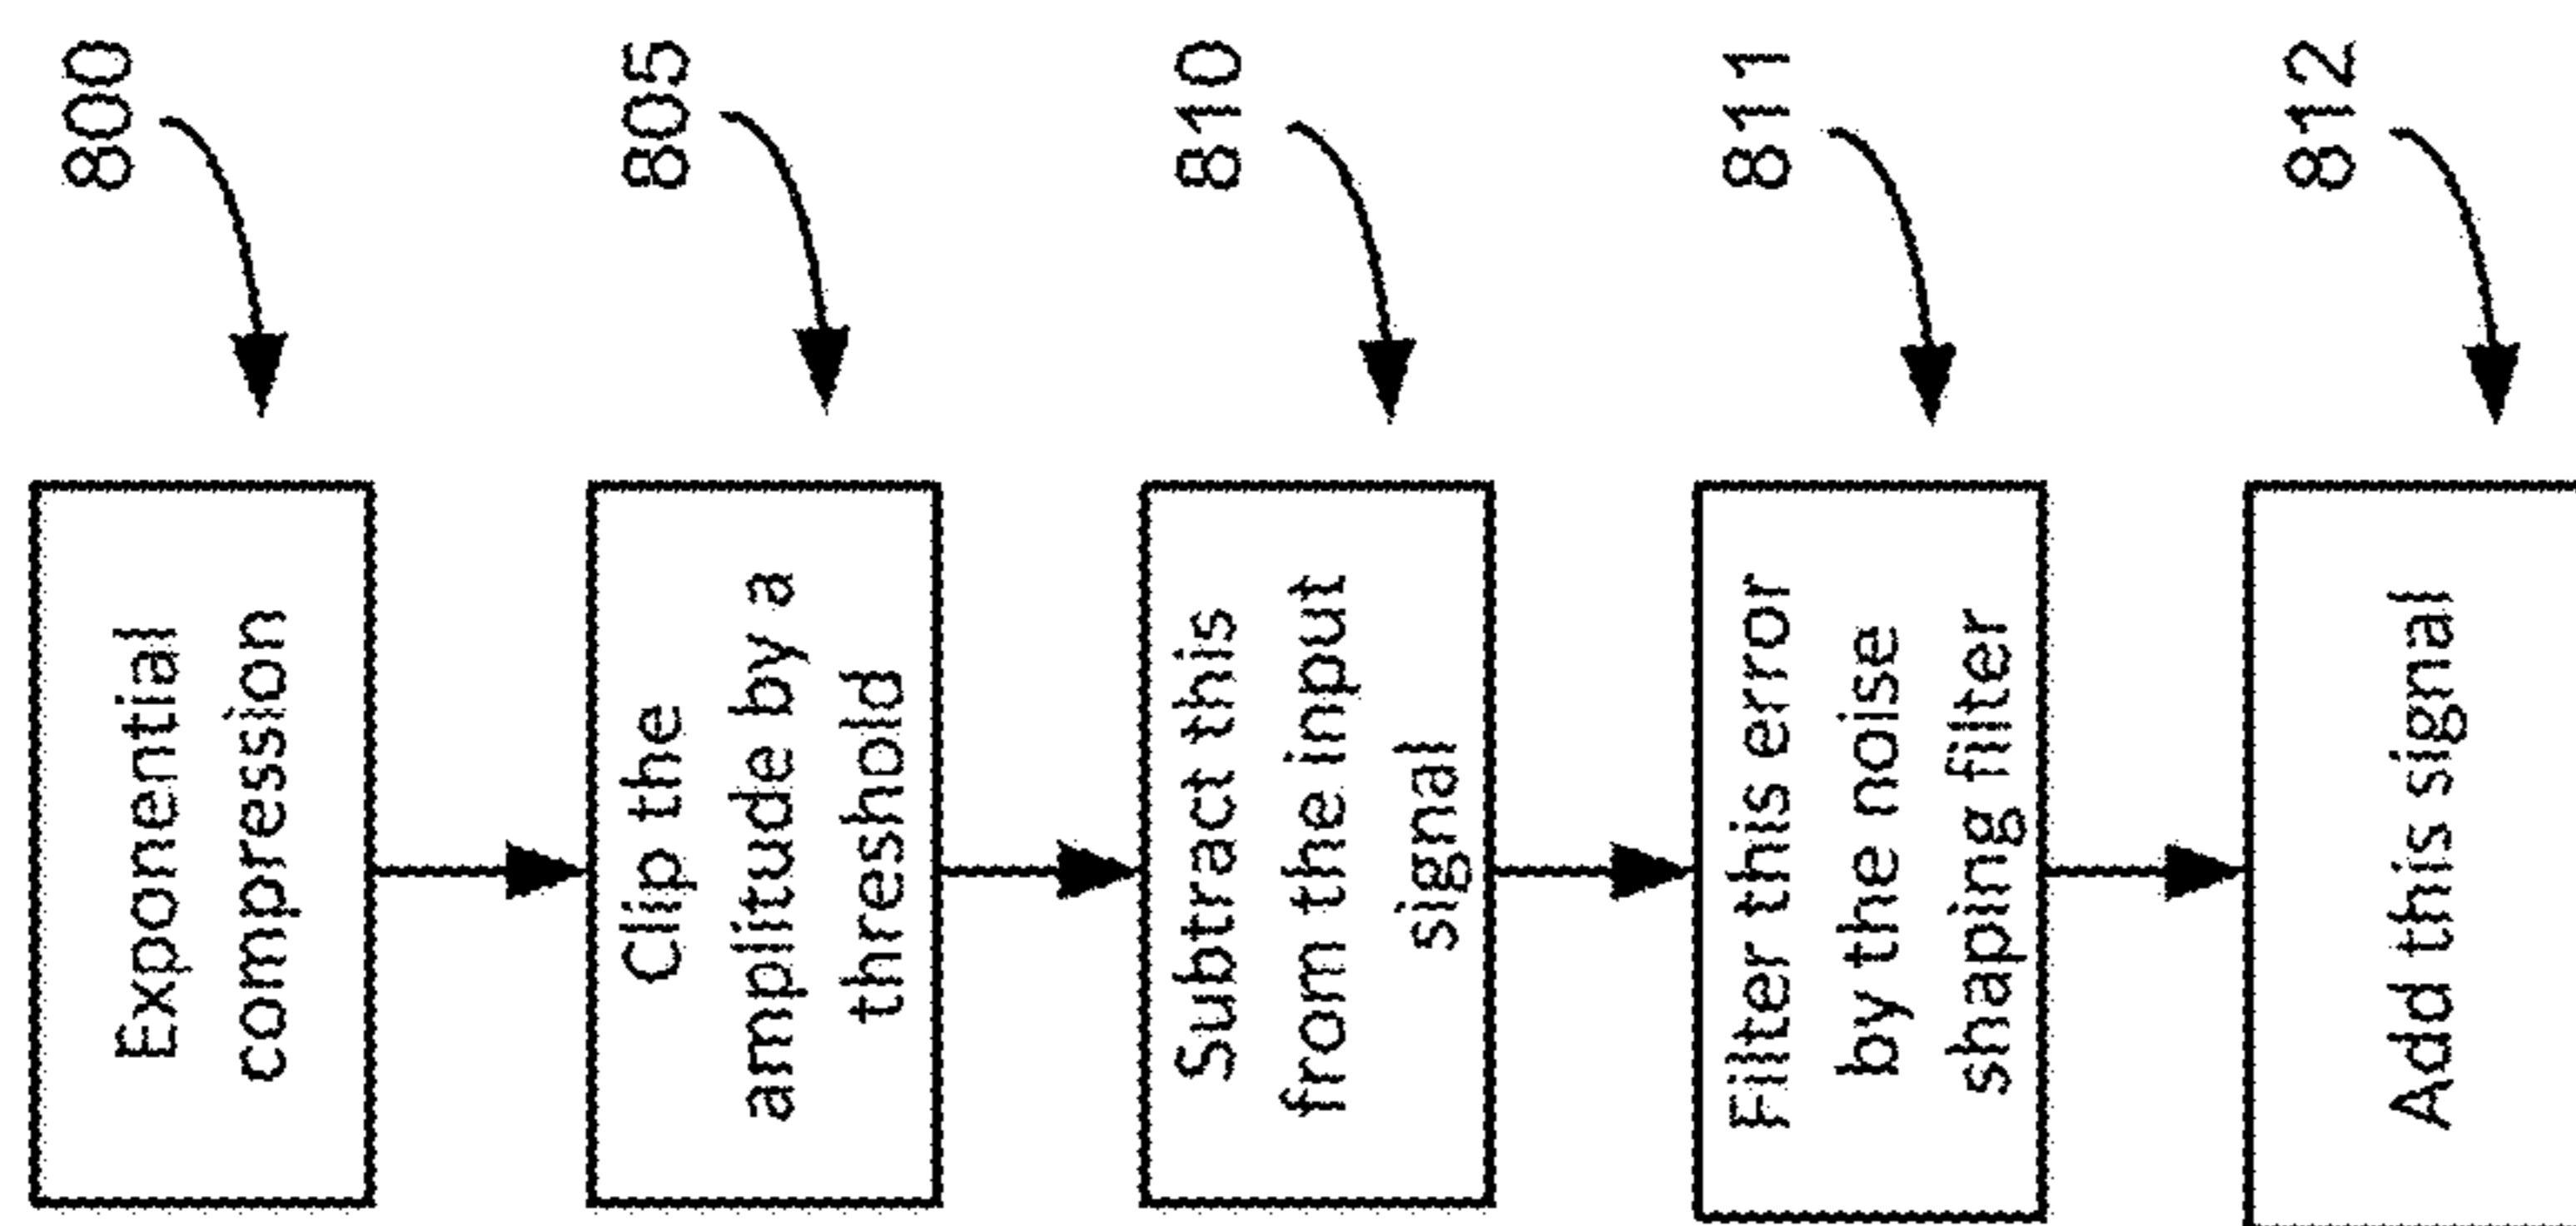 800
Exponential
compression
805
Clip the
amplitude by a
threshold
810
Subtract this
from the input
signal
811
Filter this error
by the noise
shaping filter
812
Add this signal